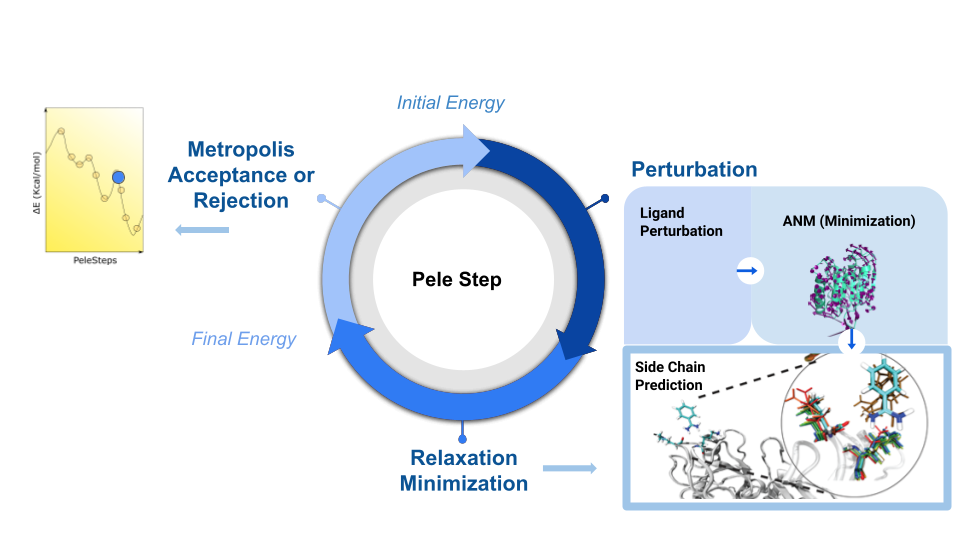 Initial Energy
Metropolis
Acceptance or
Rejection
ΔE (Kcal/mol)
PeleSteps
Pele Step
Final Energy
Relaxation
Minimization
Perturbation
Ligand
Perturbation
ANM (Minimization)
Side Chain
Prediction